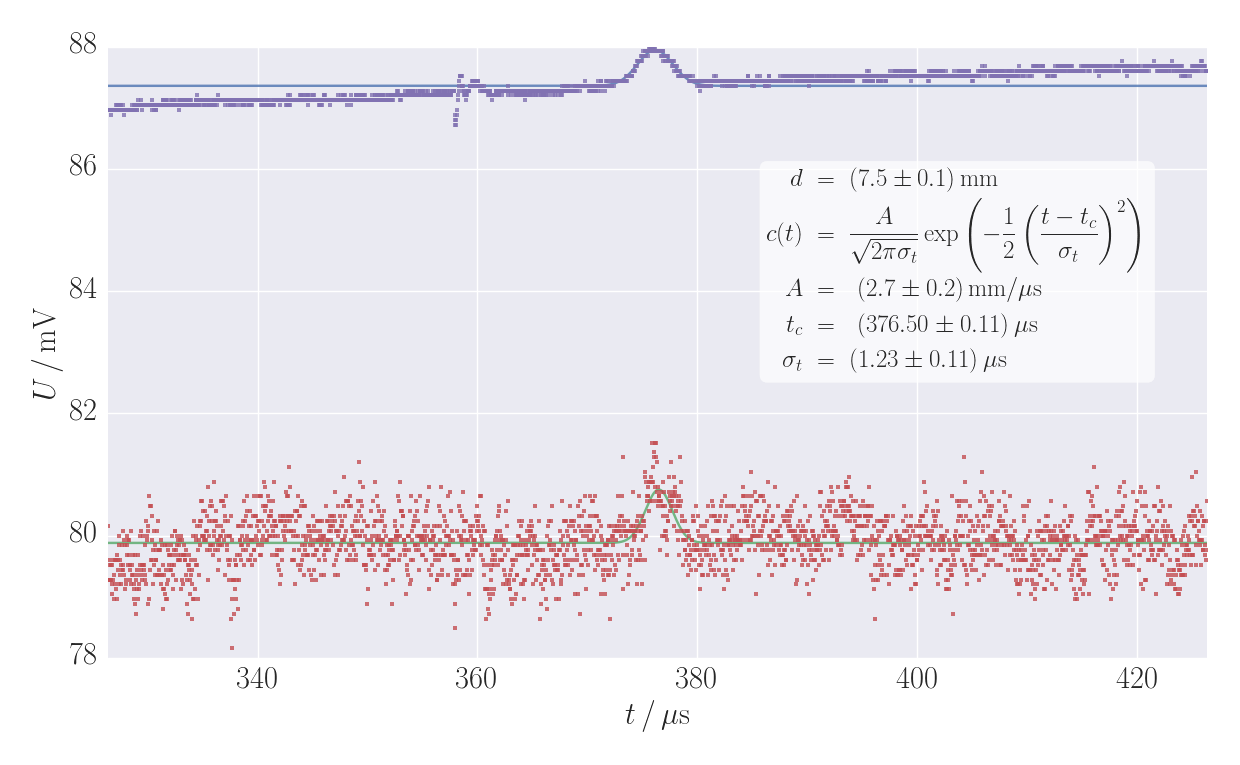 88
86
84
82
80
78
U / mV
d = (7.5 ± 0.1) mm
c(t) = A / √(2πσ_t) exp(−1/2 ((t − t_c)/σ_t)²)
A = (2.7 ± 0.2) mm/μs
t_c = (376.50 ± 0.11) μs
σ_t = (1.23 ± 0.11) μs
340 360 380 400 420
t / μs